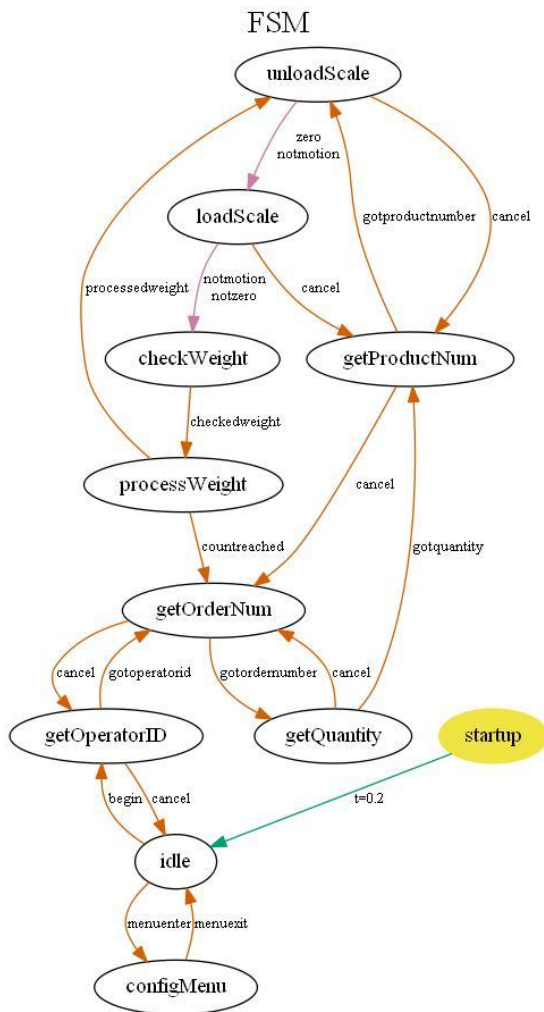 FSM
unloadScale
zero
notmotion
loadScale
gotproductnumber
cancel
processedweight
notmotion
notzero
cancel
checkWeight
getProductNum
checkedweight
processWeight
cancel
countreached
gotquantity
getOrderNum
cancel
gotoperatorid
gotordernumber
cancel
getOperatorID
getQuantity
startup
begin
cancel
t=0.2
idle
menuenter
menuexit
configMenu